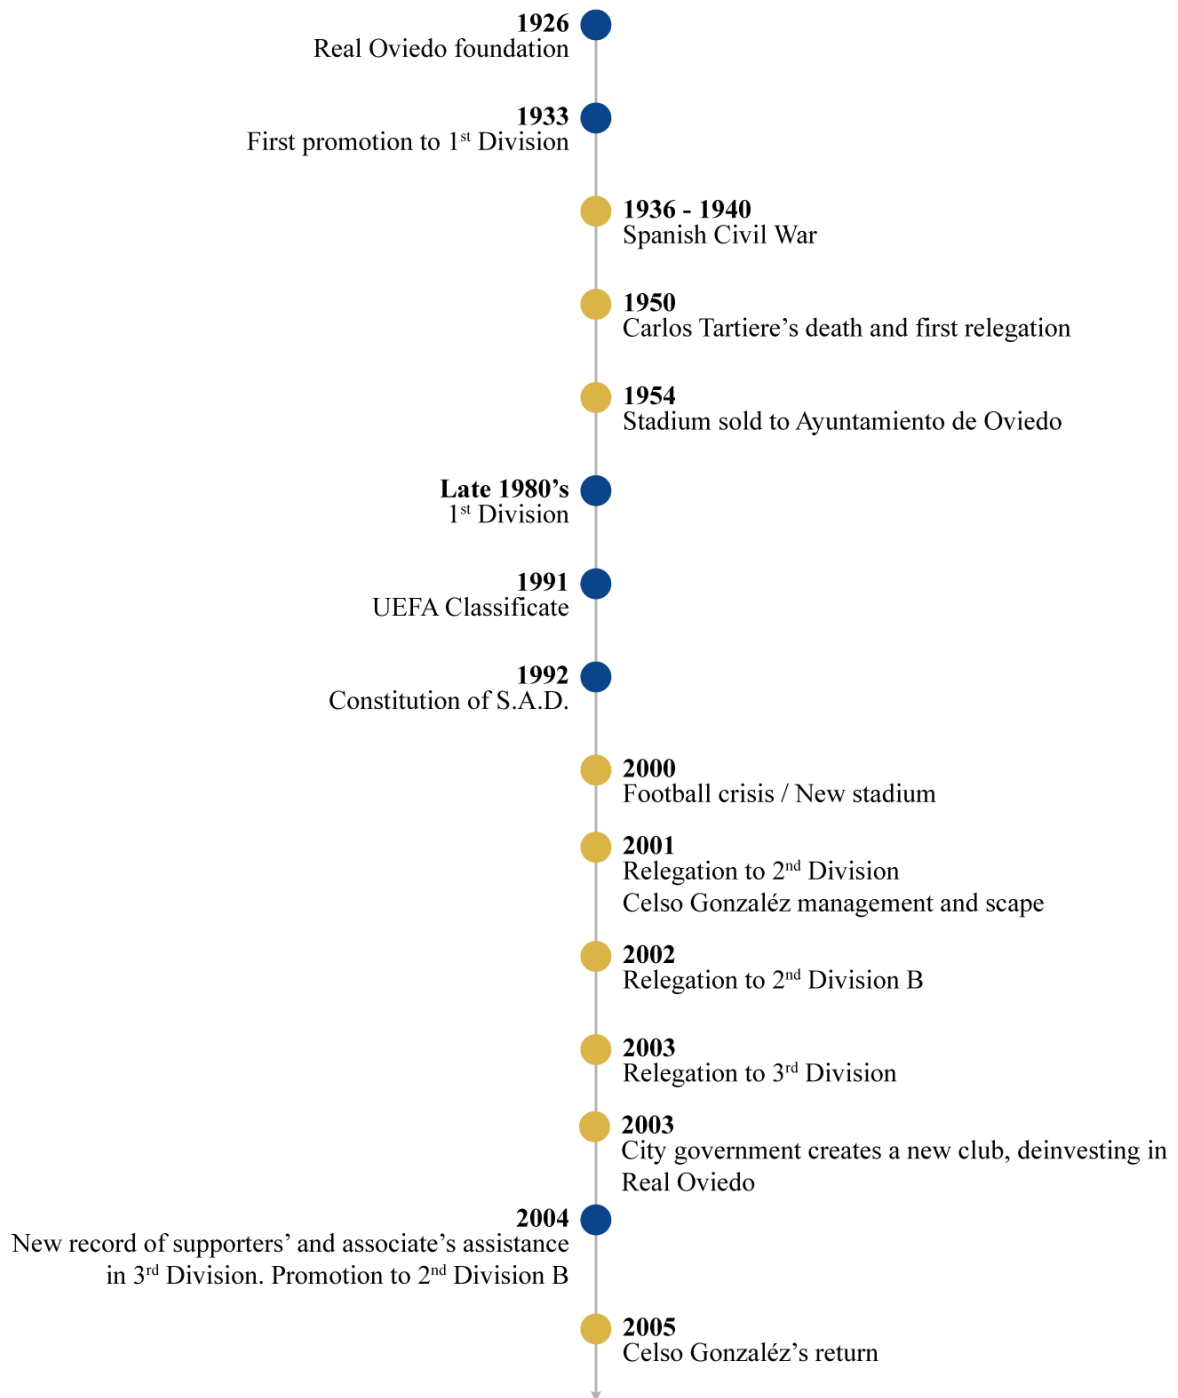 1926
Real Oviedo foundation
1933
First promotion to 1st Division
1936 - 1940
Spanish Civil War
1950
Carlos Tartiere’s death and first relegation
1954
Stadium sold to Ayuntamiento de Oviedo
Late 1980’s
1st Division
1991
UEFA Classificate
1992
Constitution of S.A.D.
2000
Football crisis / New stadium
2001
Relegation to 2nd Division
Celso Gonzaléz management and scape
2002
Relegation to 2nd Division B
2003
Relegation to 3rd Division
2003
City government creates a new club, deinvesting in
Real Oviedo
2004
New record of supporters’ and associate’s assistance
in 3rd Division. Promotion to 2nd Division B
2005
Celso Gonzaléz’s return